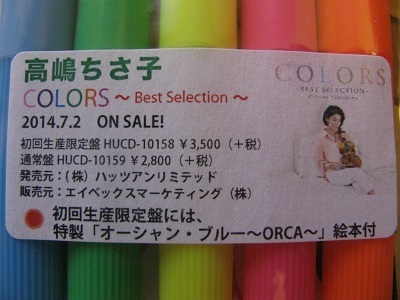 高嶋ちさ子
COLORS ～ Best Selection ～
2014.7.2 ON SALE!
初回生産限定盤 HUCD-10158 ￥3,500（＋税）
通常盤 HUCD-10159 ￥2,800（＋税）
発売元：（株）ハッツアンリミテッド
販売元：エイベックスマーケティング（株）
初回生産限定盤には、
特製「オーシャン・ブルー～ORCA～」絵本付
COLORS
-BEST SELECTION-